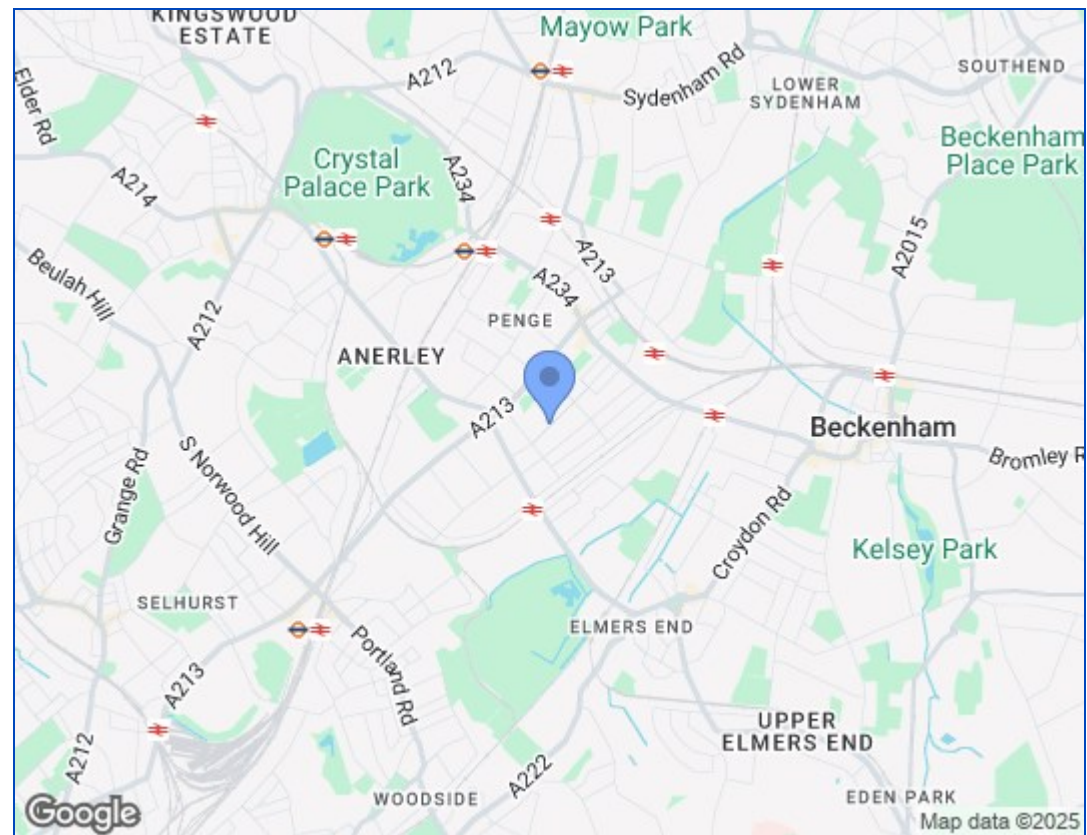 KINGSWOOD
ESTATE
Mayow Park
A212
Sydenham Rd
SOUTHEND
LOWER
SYDENHAM
Elder Rd
Beckenham
Place Park
Crystal
Palace Park
A234
A214
A2015
A213
Beulah Hill
A212
A234
PENGE
ANERLEY
A213
Beckenham
Bromley R
S Norwood Hill
Grange Rd
Croydon Rd
Kelsey Park
SELHURST
ELMERS END
Portland Rd
A213
UPPER
ELMERS END
A212
A222
WOODSIDE
EDEN PARK
Google
Map data ©2025